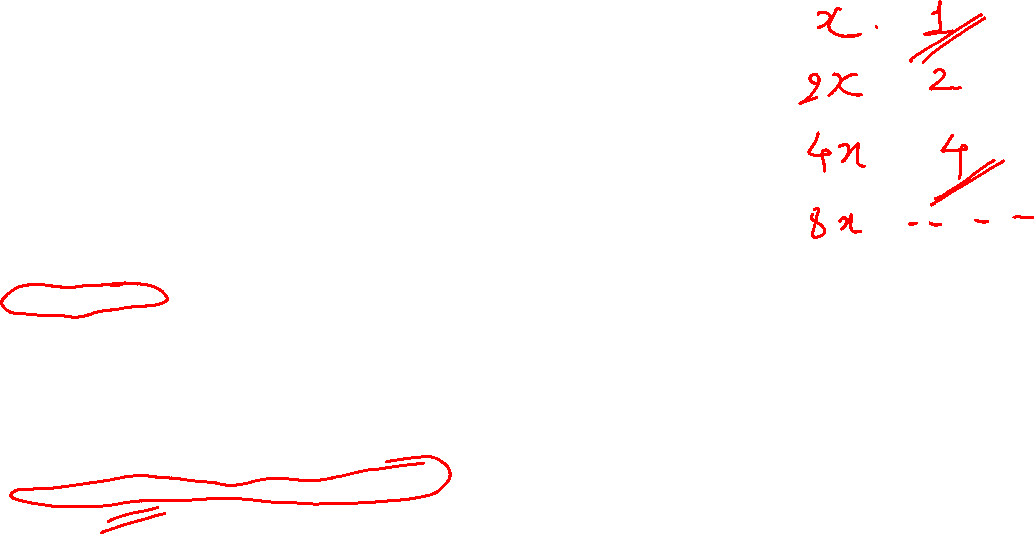 x . 1
2x 2
4x 4
8x -- - -